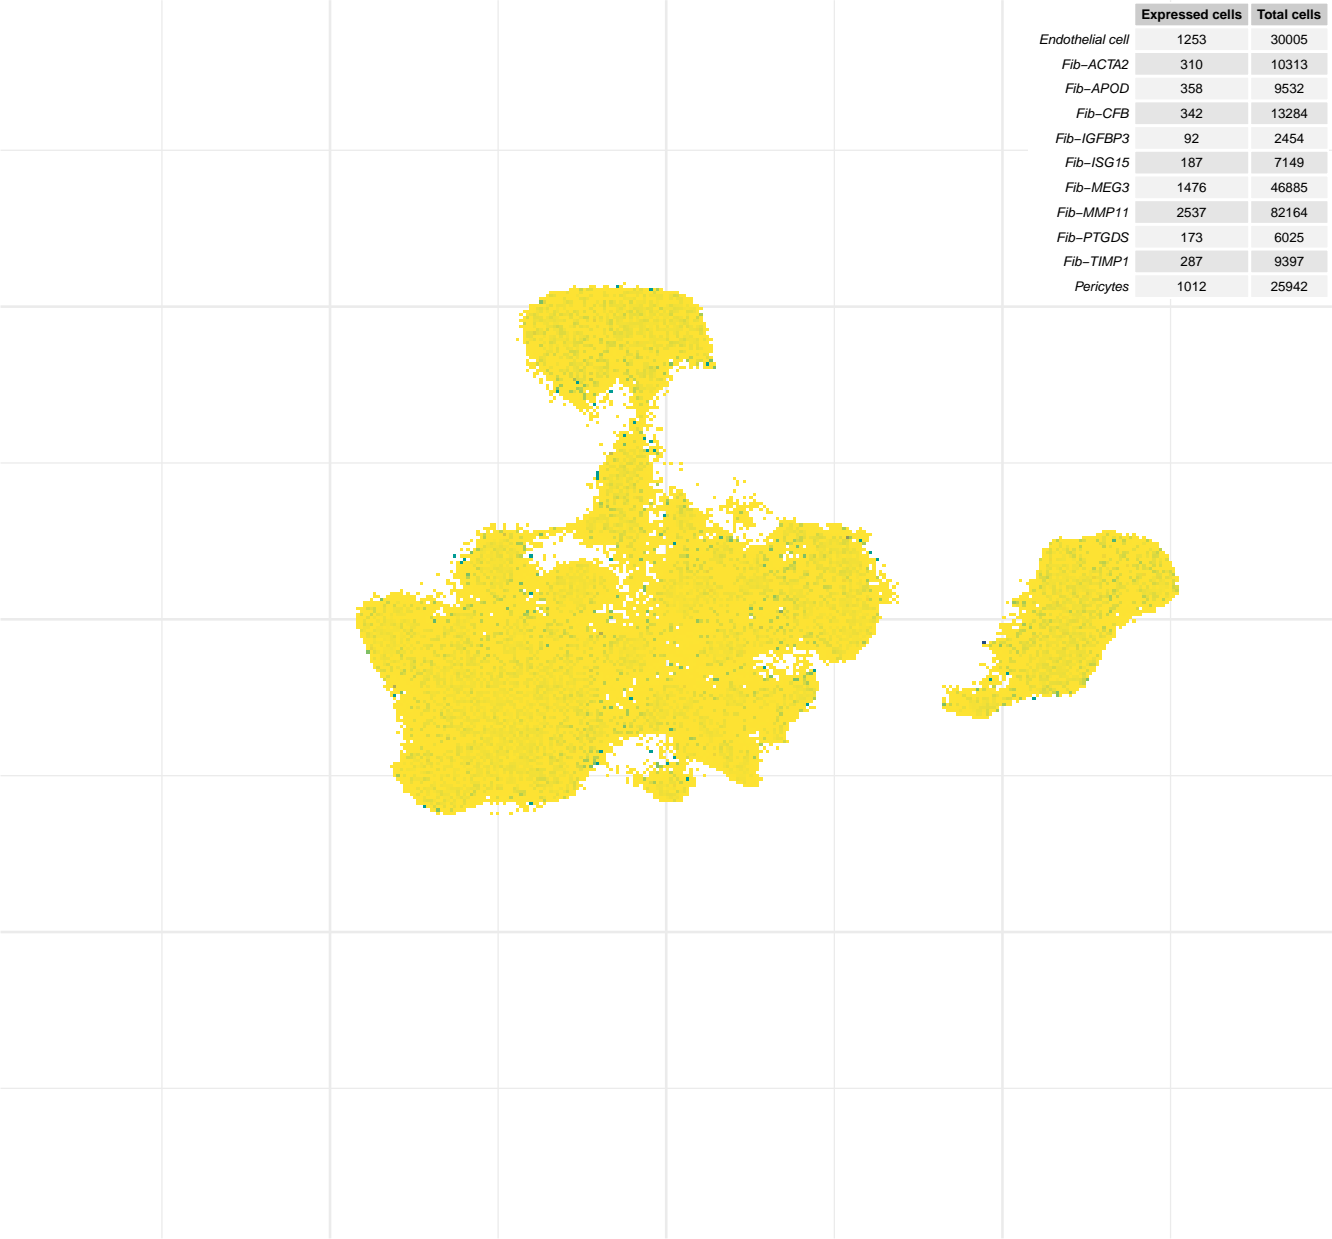 Expressed cells Total cells
Endothelial cell 1253 30005
Fib−ACTA2 310 10313
Fib−APOD 358 9532
Fib−CFB 342 13284
Fib−IGFBP3 92 2454
Fib−ISG15 187 7149
Fib−MEG3 1476 46885
Fib−MMP11 2537 82164
Fib−PTGDS 173 6025
Fib−TIMP1 287 9397
Pericytes 1012 25942